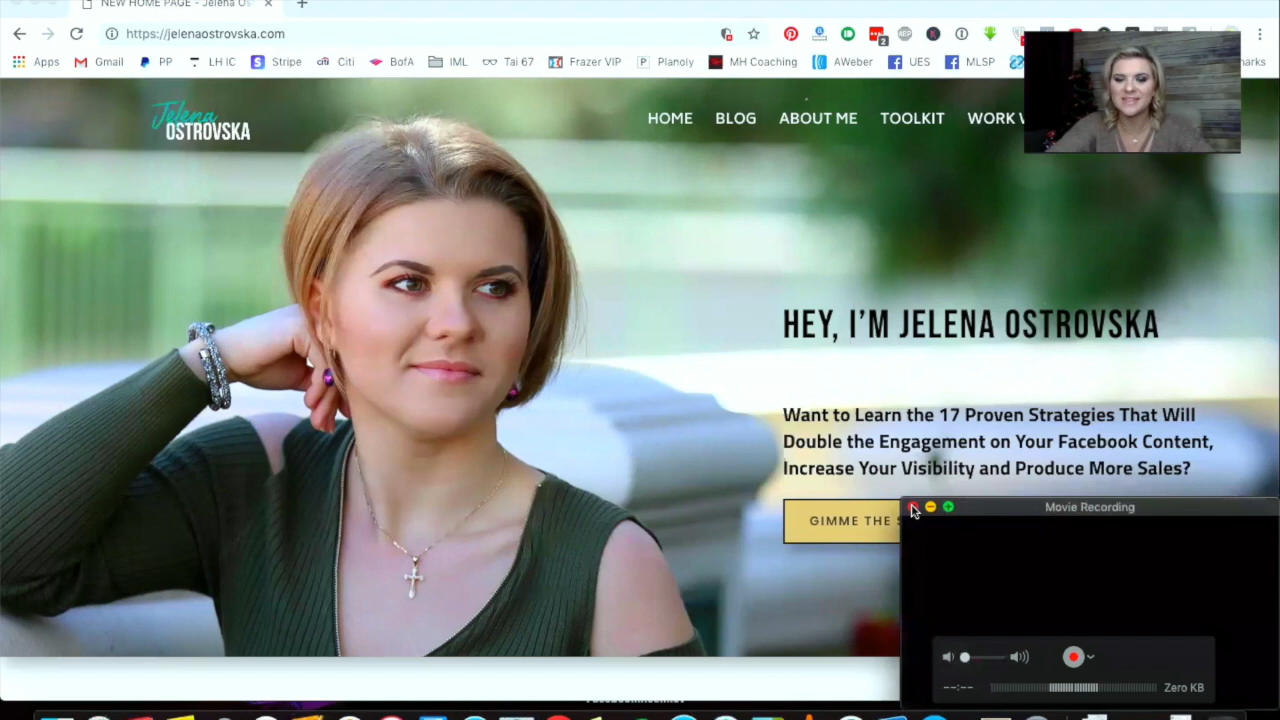 NEW HOME PAGE - Jelena Os
https://jelenaostrovska.com
2
Apps Gmail PP LH IC Stripe Citi BofA IML Tai 67 Frazer VIP Planoly MH Coaching AWeber UES MLSP
Jelena
OSTROVSKA
HOME BLOG ABOUT ME TOOLKIT WORK
HEY, I'M JELENA OSTROVSKA
Want to Learn the 17 Proven Strategies That Will
Double the Engagement on Your Facebook Content,
Increase Your Visibility and Produce More Sales?
GIMME THE
Movie Recording
--:-- Zero KB